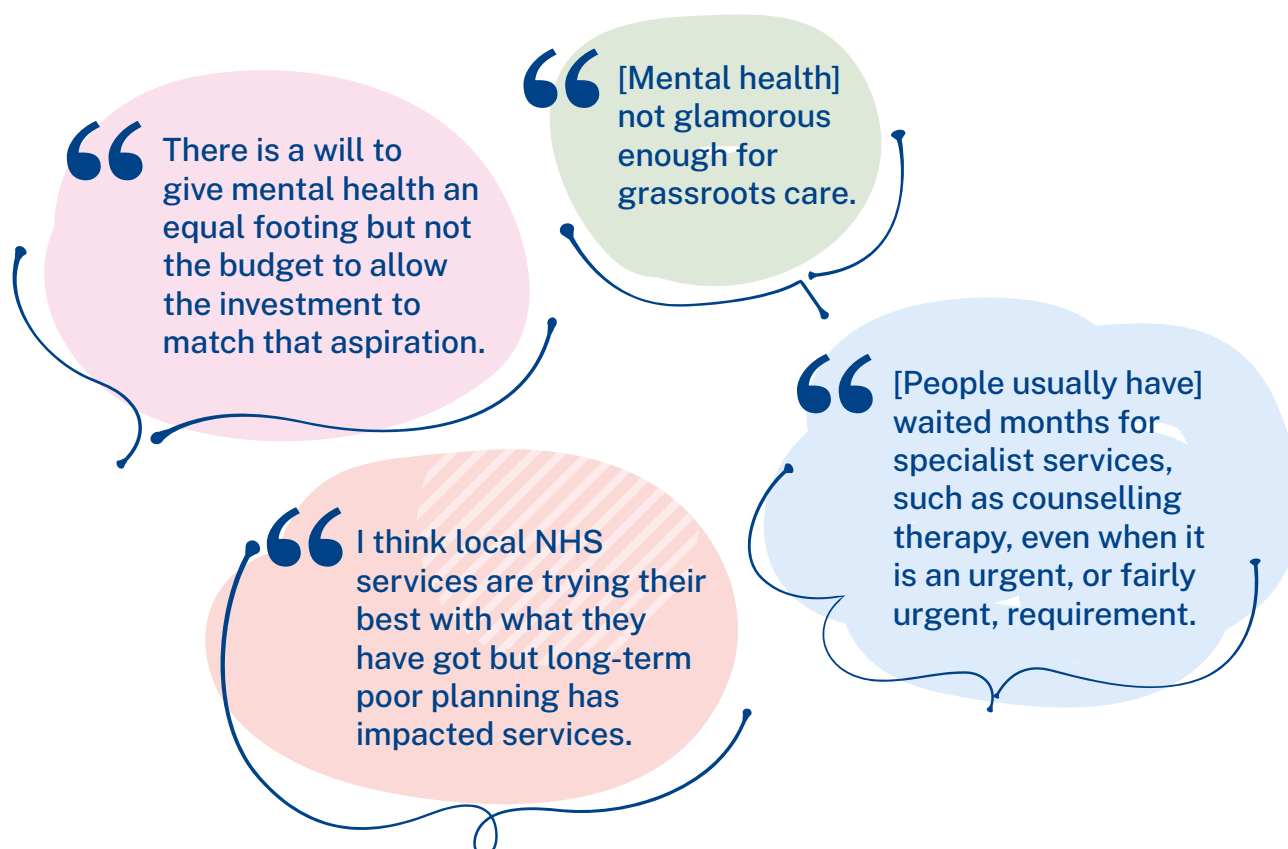 “
There is a will to
give mental health an
equal footing but not
the budget to allow
the investment to
match that aspiration.
“
[Mental health]
not glamorous
enough for
grassroots care.
“
[People usually have]
waited months for
specialist services,
such as counselling
therapy, even when it
is an urgent, or fairly
urgent, requirement.
“
I think local NHS
services are trying their
best with what they
have got but long-term
poor planning has
impacted services.